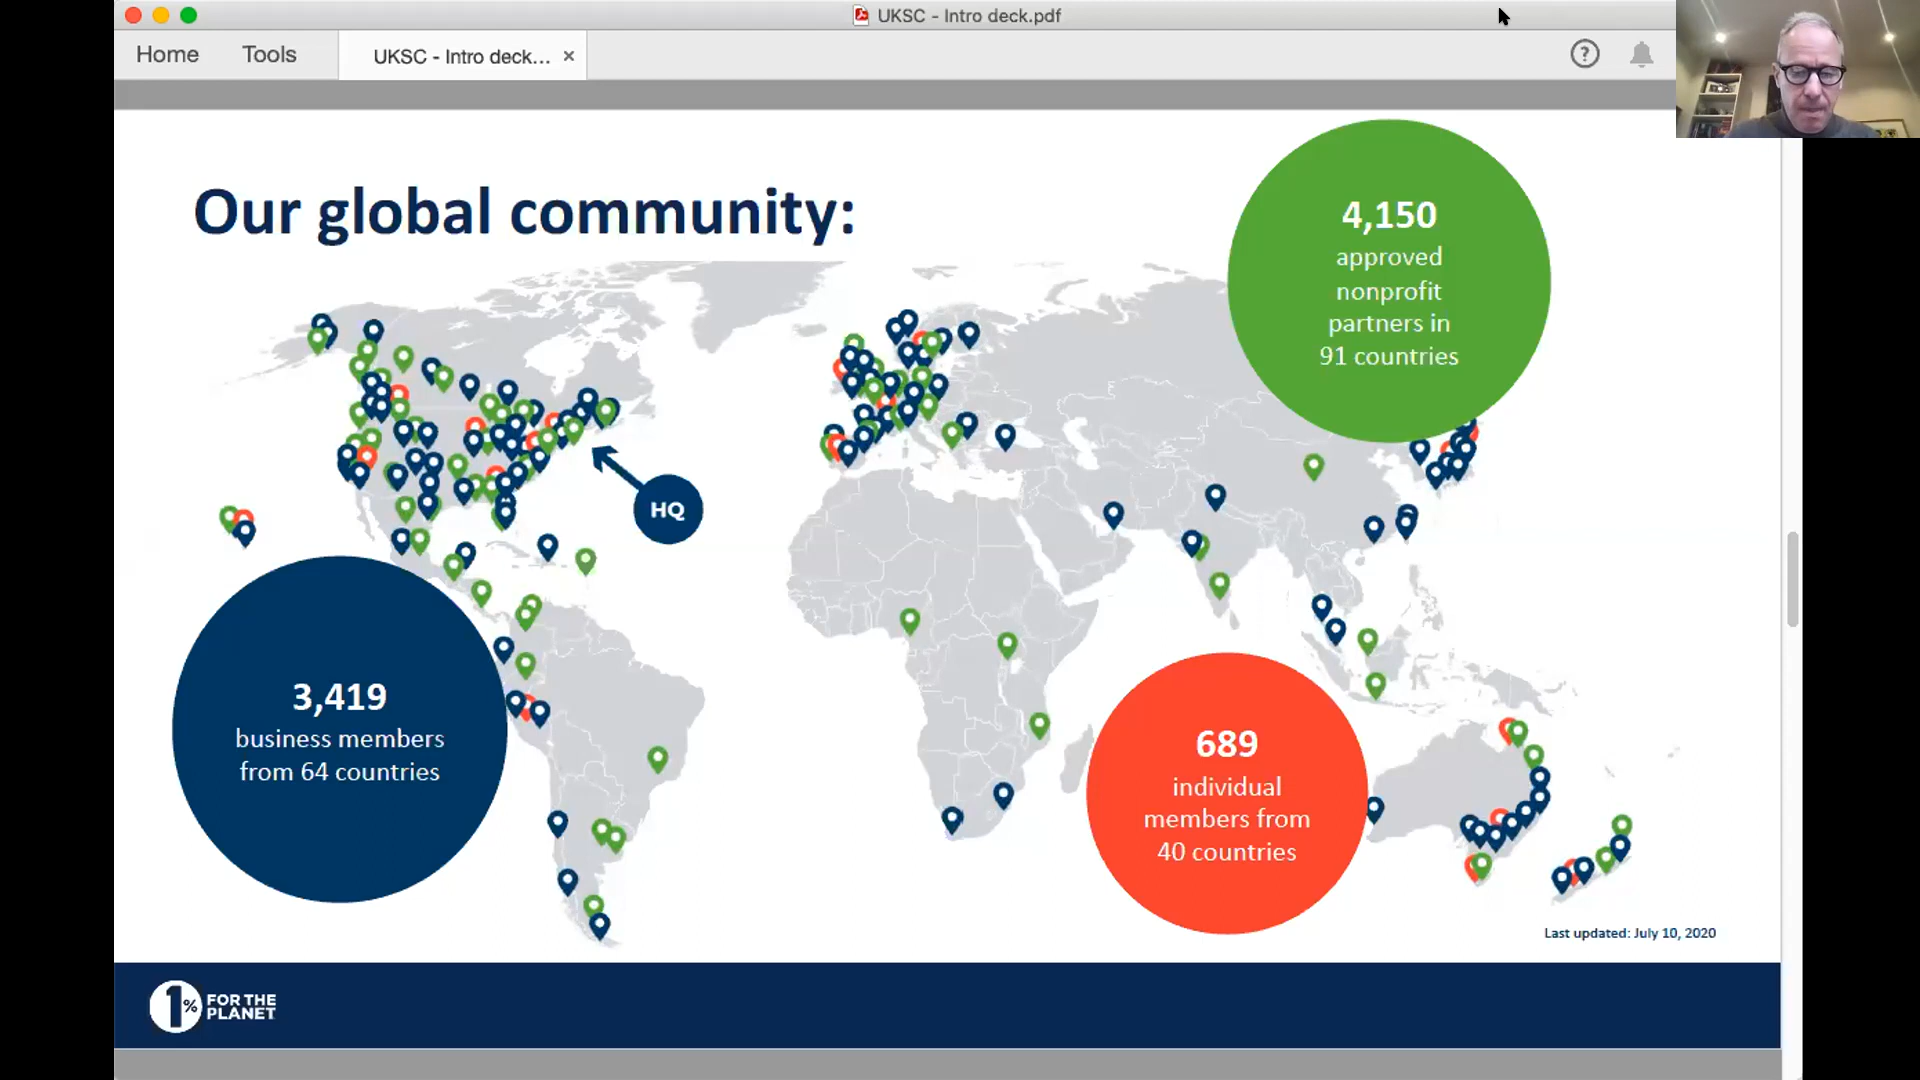 UKSC - Intro deck.pdf
Home
Tools
UKSC - Intro deck... ×
?
Our global community:
4,150
approved
nonprofit
partners in
91 countries
HQ
3,419
business members
from 64 countries
689
individual
members from
40 countries
Last updated: July 10, 2020
1%
FOR THE
PLANET